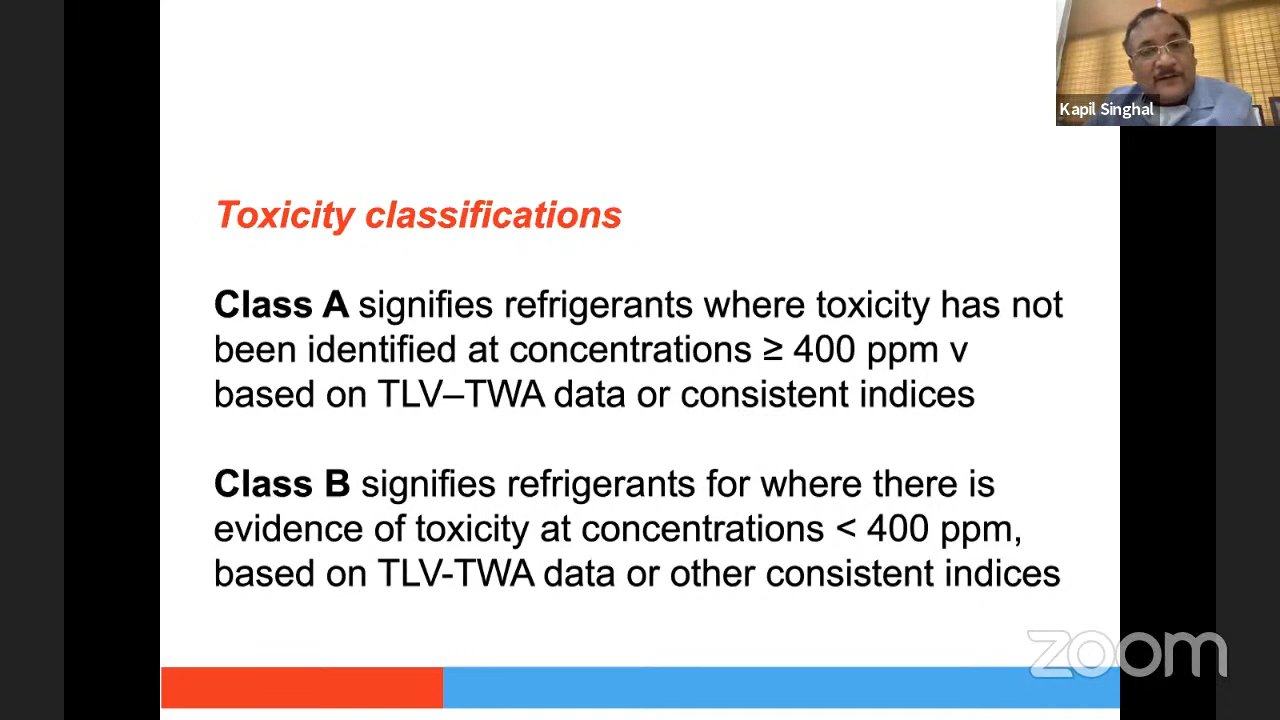 Kapil Singhal
Toxicity classifications
Class A signifies refrigerants where toxicity has not
been identified at concentrations ≥ 400 ppm v
based on TLV–TWA data or consistent indices
Class B signifies refrigerants for where there is
evidence of toxicity at concentrations < 400 ppm,
based on TLV-TWA data or other consistent indices
zoom